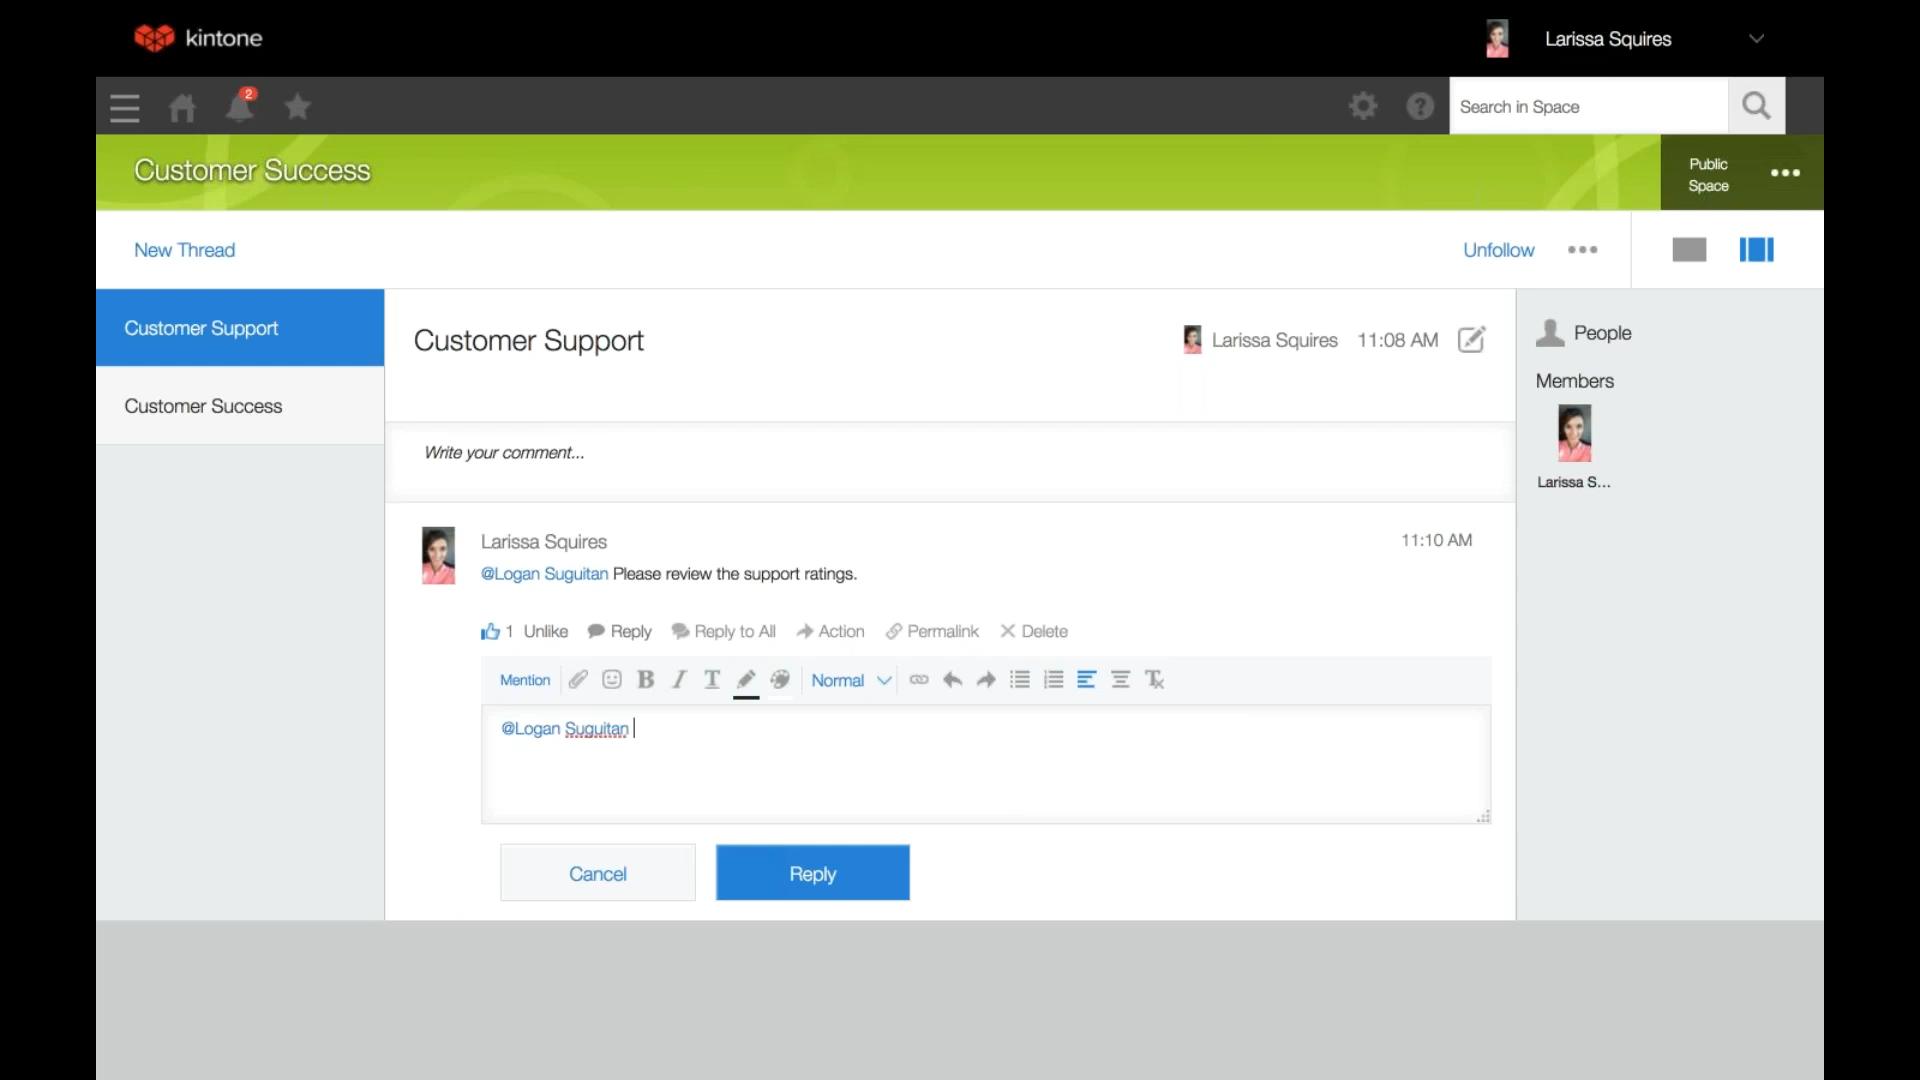 kintone
Larissa Squires
2
Search in Space
Customer Success
Public
Space
New Thread
Unfollow
Customer Support
Customer Success
Customer Support
Larissa Squires 11:08 AM
Write your comment...
Larissa Squires
11:10 AM
@Logan Suguitan Please review the support ratings.
1 Unlike Reply Reply to All Action Permalink Delete
Mention B I T Normal
@Logan Suguitan
Cancel
Reply
People
Members
Larissa S...